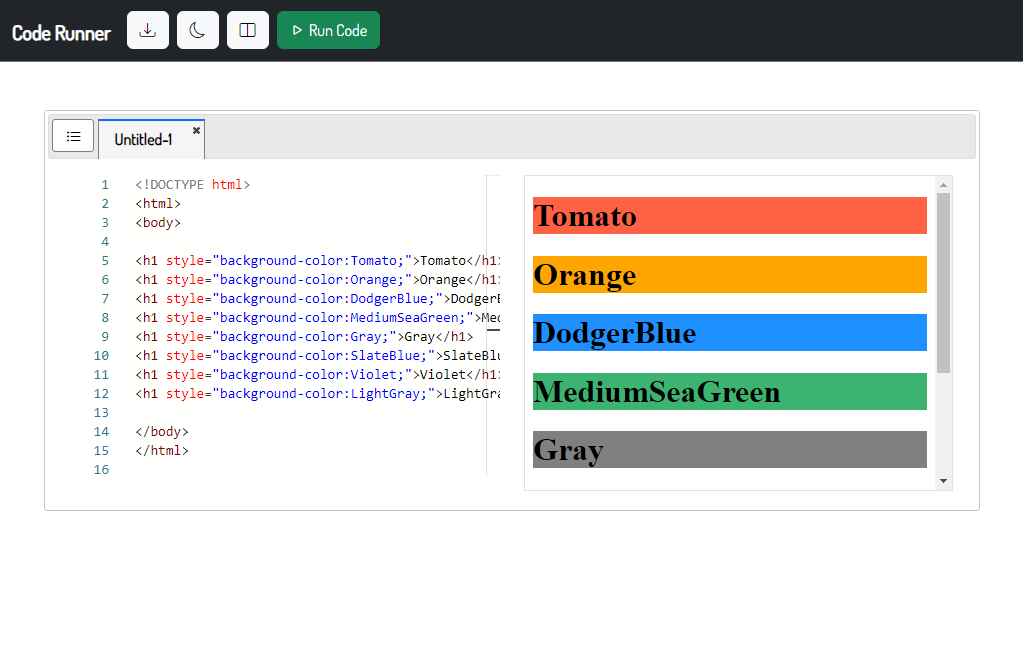 Code Runner
Run Code
Untitled-1
1 <!DOCTYPE html>
2 <html>
3 <body>
4
5 <h1 style="background-color:Tomato;">Tomato</h1>
6 <h1 style="background-color:Orange;">Orange</h1>
7 <h1 style="background-color:DodgerBlue;">DodgerB
8 <h1 style="background-color:MediumSeaGreen;">Med
9 <h1 style="background-color:Gray;">Gray</h1>
10 <h1 style="background-color:SlateBlue;">SlateBlu
11 <h1 style="background-color:Violet;">Violet</h1>
12 <h1 style="background-color:LightGray;">LightGra
13
14 </body>
15 </html>
16
Tomato
Orange
DodgerBlue
MediumSeaGreen
Gray